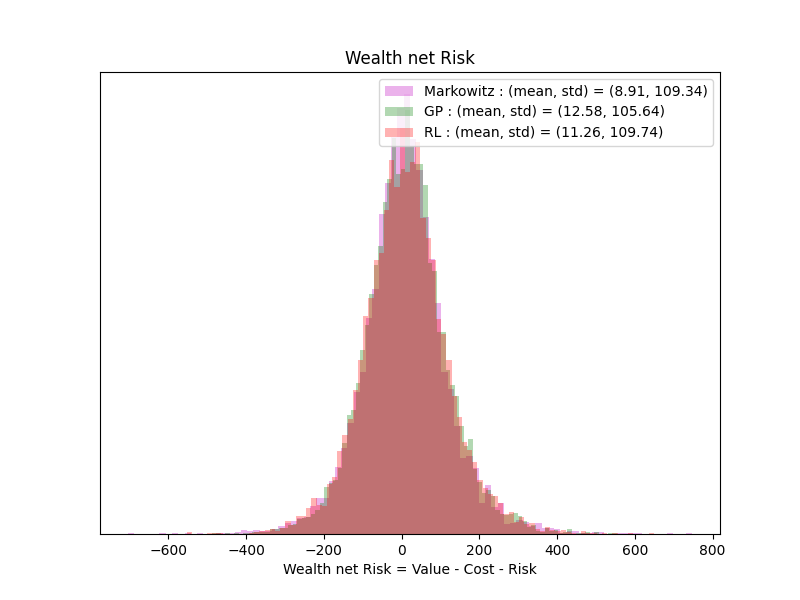 Wealth net Risk
Markowitz : (mean, std) = (8.91, 109.34)
GP : (mean, std) = (12.58, 105.64)
RL : (mean, std) = (11.26, 109.74)
−600 −400 −200 0 200 400 600 800
Wealth net Risk = Value - Cost - Risk